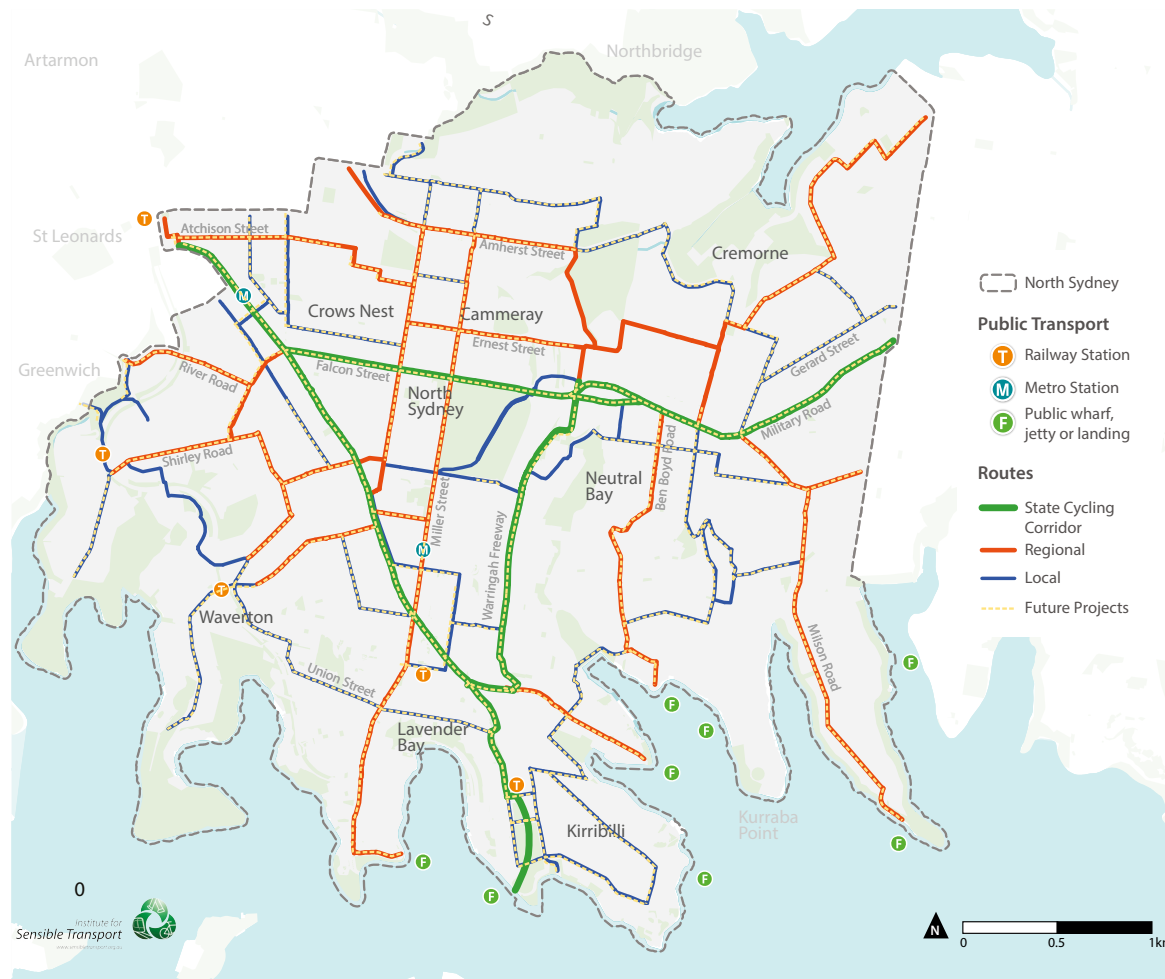 S
Northbridge
Artarmon
T
St Leonards
Atchison Street
Amherst Street
Cremorne
M
Crows Nest
Cammeray
Ernest Street
Greenwich
River Road
Falcon Street
Gerard Street
North
Sydney
Military Road
T
Shirley Road
Neutral
Bay
Ben Boyd Road
Miller Street
M
Warringah Freeway
T
Waverton
Milson Road
Union Street
T
F
F
Lavender
Bay
F
F
T
Kirribilli
Kurraba
Point
F
F
F
F
North Sydney
Public Transport
T
Railway Station
M
Metro Station
F
Public wharf,
jetty or landing
Routes
State Cycling
Corridor
Regional
Local
Future Projects
0
Institute for
Sensible Transport
N
0
0.5
1km